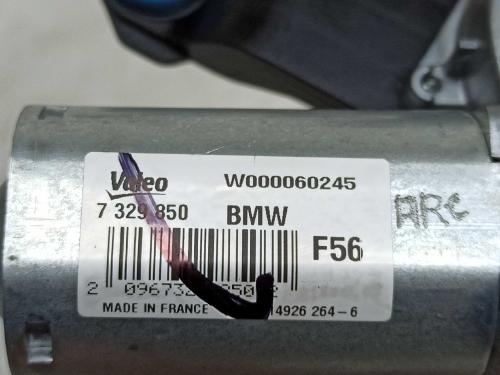 Valeo W000060245
7 329 850 BMW
F56
ARC
MADE IN FRANCE 14926 264-6